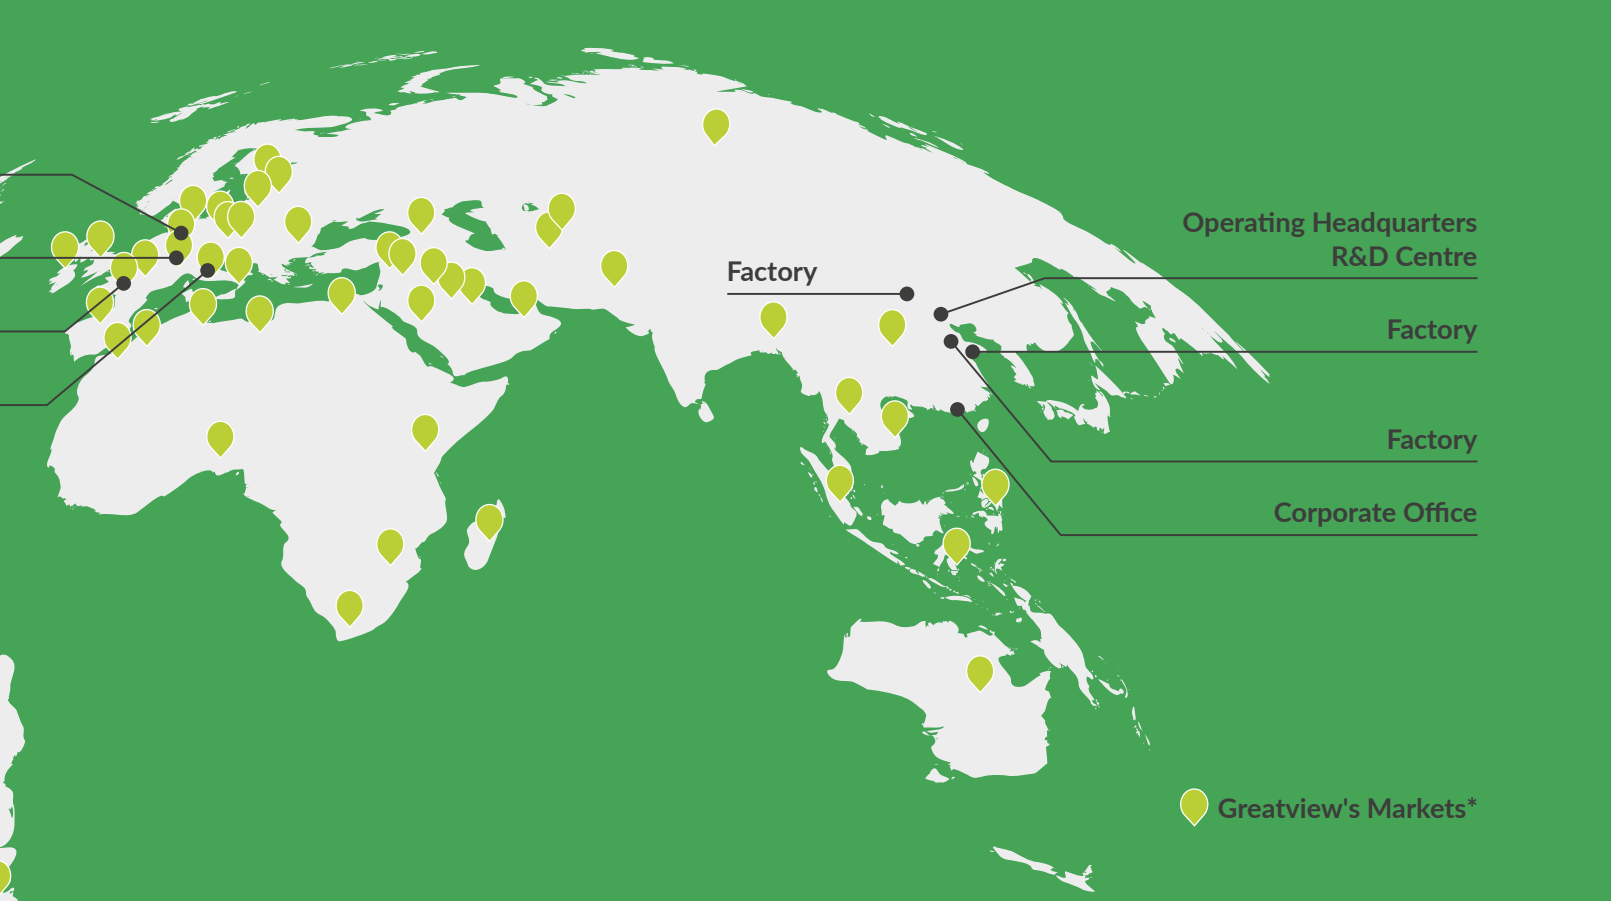 Operating Headquarters
R&D Centre
Factory
Factory
Factory
Corporate Office
Greatview's Markets*